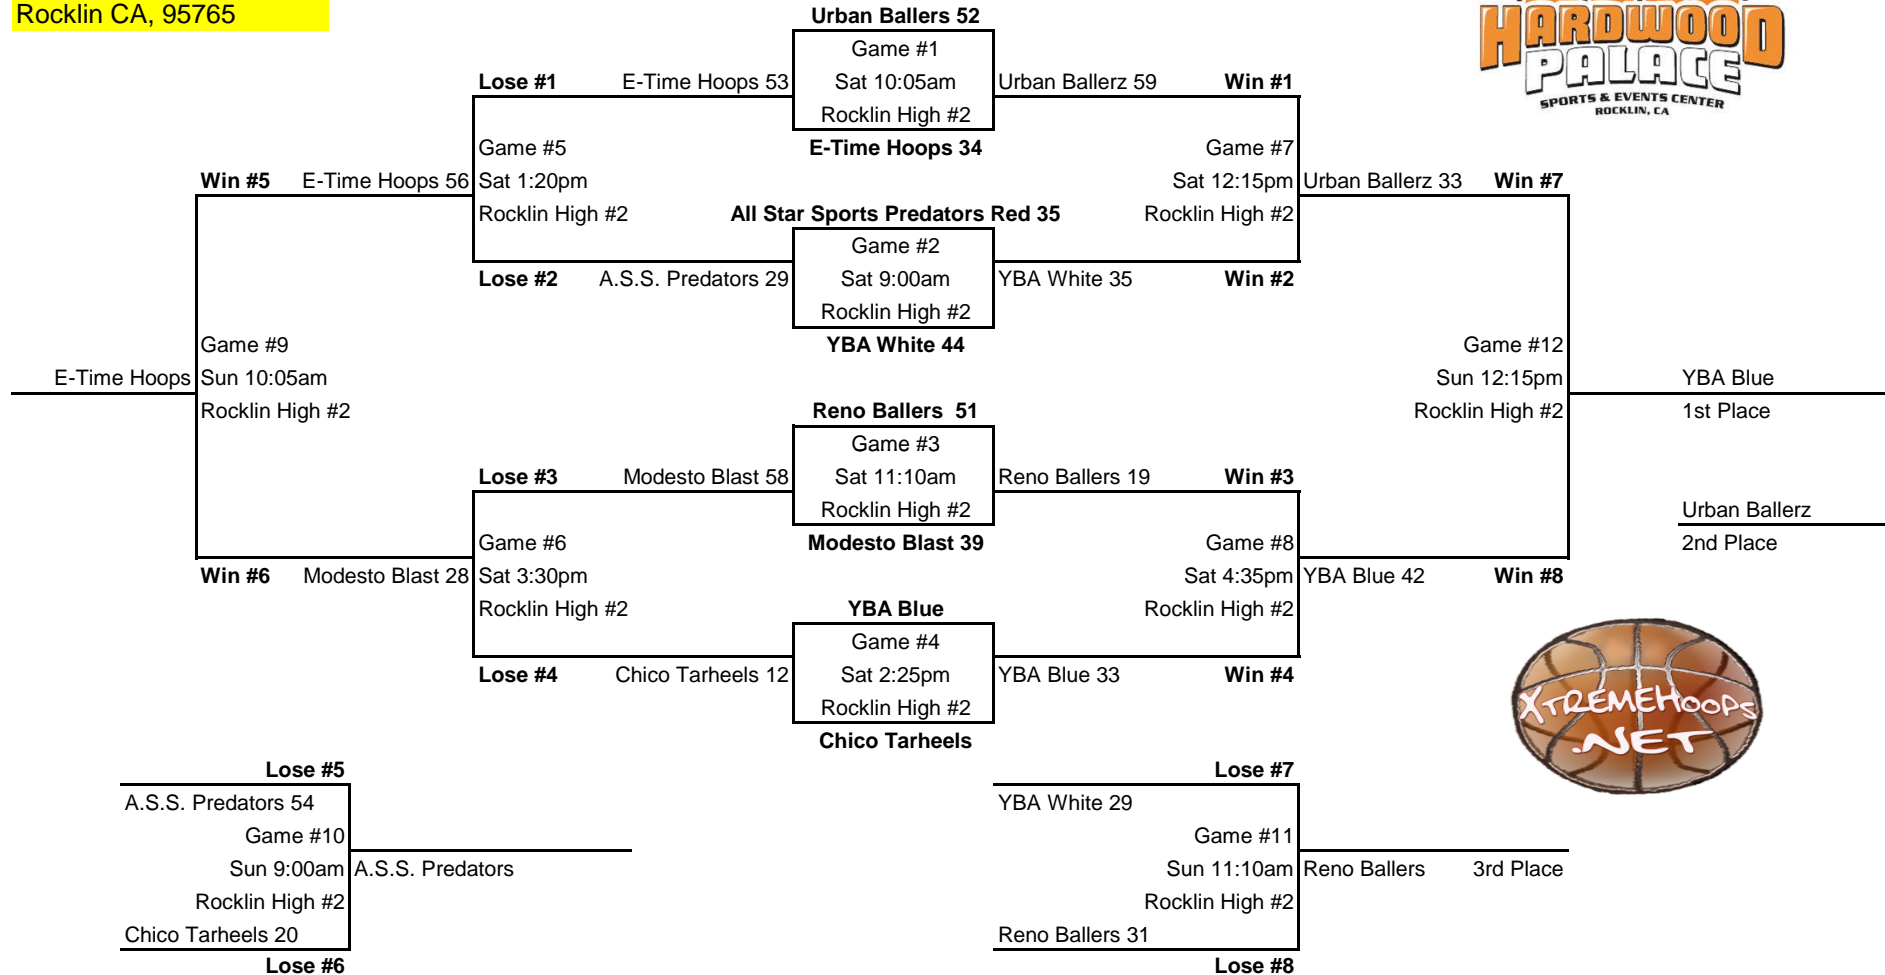 Rocklin CA, 95765
HARDWOOD
PALACE
SPORTS & EVENTS CENTER
ROCKLIN, CA
Urban Ballers 52
Game #1
Lose #1 E-Time Hoops 53 Sat 10:05am Urban Ballerz 59 Win #1
Rocklin High #2
Game #5 E-Time Hoops 34 Game #7
Win #5 E-Time Hoops 56 Sat 1:20pm Sat 12:15pm Urban Ballerz 33 Win #7
Rocklin High #2 All Star Sports Predators Red 35 Rocklin High #2
Game #2
Lose #2 A.S.S. Predators 29 Sat 9:00am YBA White 35 Win #2
Rocklin High #2
Game #9 YBA White 44 Game #12
E-Time Hoops Sun 10:05am Sun 12:15pm YBA Blue
Rocklin High #2 Reno Ballers  51 Rocklin High #2 1st Place
Game #3
Lose #3 Modesto Blast 58 Sat 11:10am Reno Ballers 19 Win #3
Rocklin High #2 Urban Ballerz
Game #6 Modesto Blast 39 Game #8 2nd Place
Win #6 Modesto Blast 28 Sat 3:30pm Sat 4:35pm YBA Blue 42 Win #8
Rocklin High #2 YBA Blue Rocklin High #2
Game #4
Lose #4 Chico Tarheels 12 Sat 2:25pm YBA Blue 33 Win #4
Rocklin High #2
Chico Tarheels
XTREMEHOOPS
.NET
Lose #5 Lose #7
A.S.S. Predators 54 YBA White 29
Game #10 Game #11
Sun 9:00am A.S.S. Predators Sun 11:10am Reno Ballers 3rd Place
Rocklin High #2 Rocklin High #2
Chico Tarheels 20 Reno Ballers 31
Lose #6 Lose #8